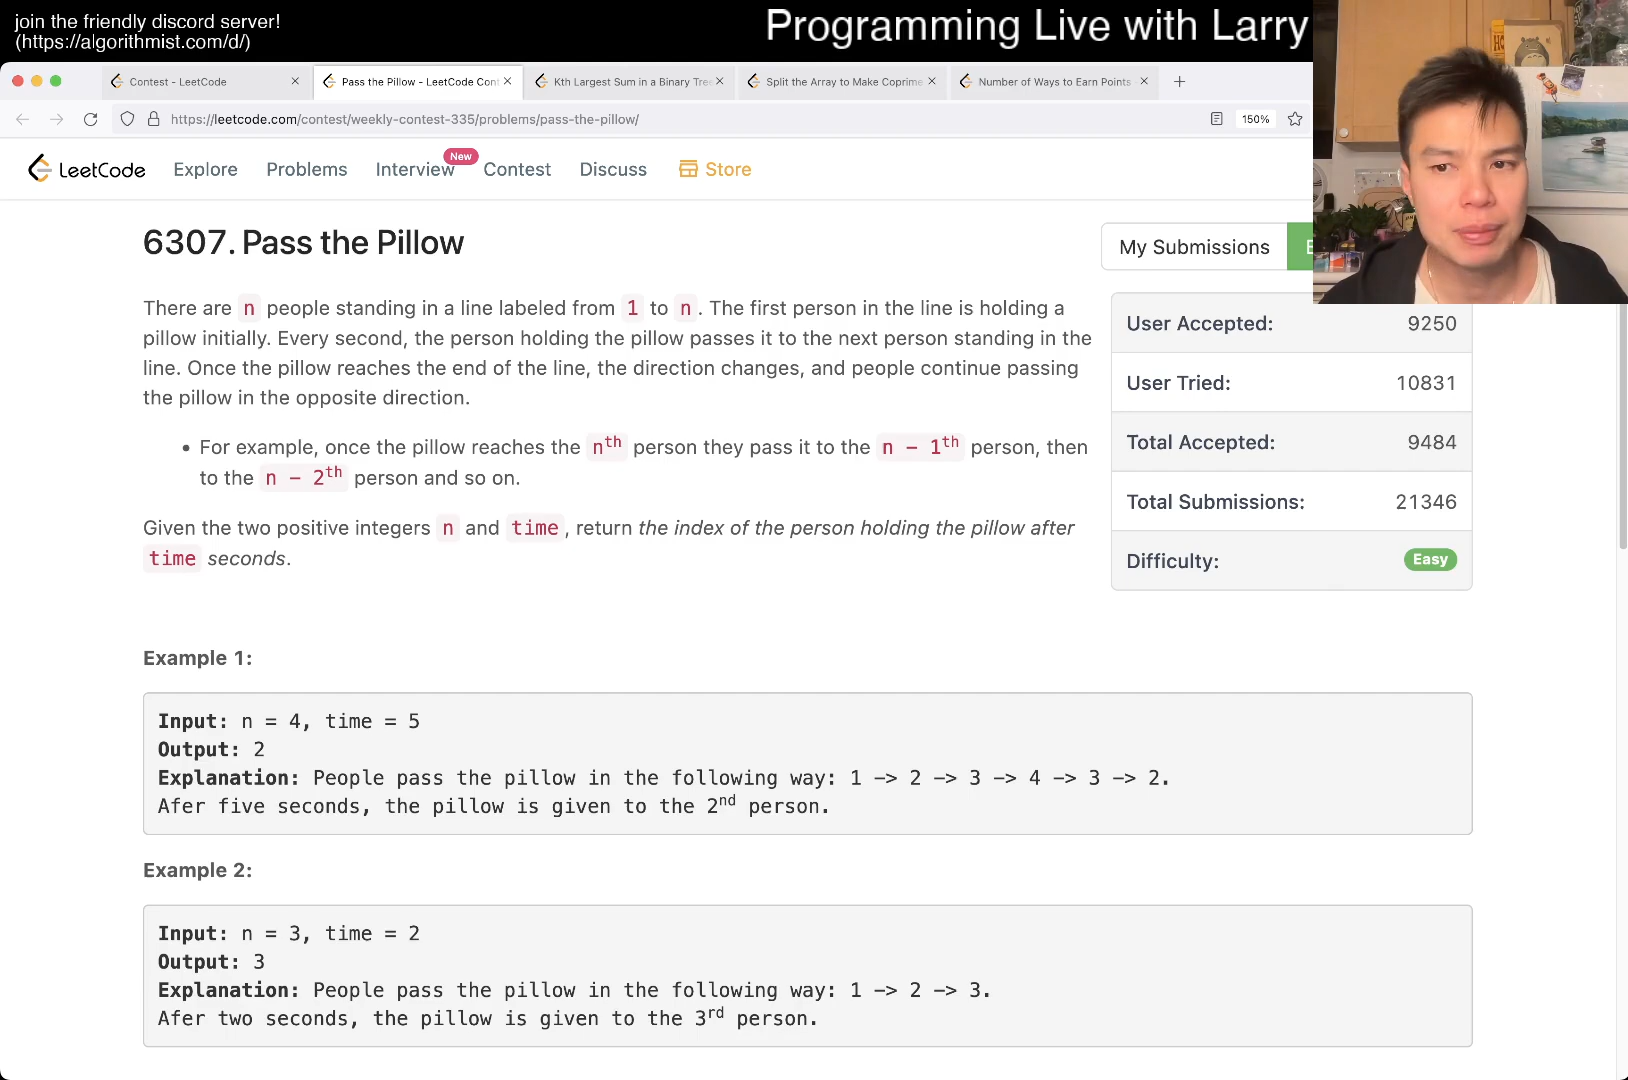 join the friendly discord server!
(https://algorithmist.com/d/)
Programming Live with Larry
Contest - LeetCode
Pass the Pillow - LeetCode Cont
Kth Largest Sum in a Binary Tree
Split the Array to Make Coprime
Number of Ways to Earn Points -
https://leetcode.com/contest/weekly-contest-335/problems/pass-the-pillow/
150%
LeetCode
Explore
Problems
Interview
New
Contest
Discuss
Store
6307. Pass the Pillow
My Submissions
There are n people standing in a line labeled from 1 to n. The first person in the line is holding a
pillow initially. Every second, the person holding the pillow passes it to the next person standing in the
line. Once the pillow reaches the end of the line, the direction changes, and people continue passing
the pillow in the opposite direction.
• For example, once the pillow reaches the nth person they pass it to the n - 1th person, then
to the n - 2th person and so on.
Given the two positive integers n and time, return the index of the person holding the pillow after
time seconds.
User Accepted: 9250
User Tried: 10831
Total Accepted: 9484
Total Submissions: 21346
Difficulty: Easy
Example 1:
Input: n = 4, time = 5
Output: 2
Explanation: People pass the pillow in the following way: 1 -> 2 -> 3 -> 4 -> 3 -> 2.
Afer five seconds, the pillow is given to the 2nd person.
Example 2:
Input: n = 3, time = 2
Output: 3
Explanation: People pass the pillow in the following way: 1 -> 2 -> 3.
Afer two seconds, the pillow is given to the 3rd person.